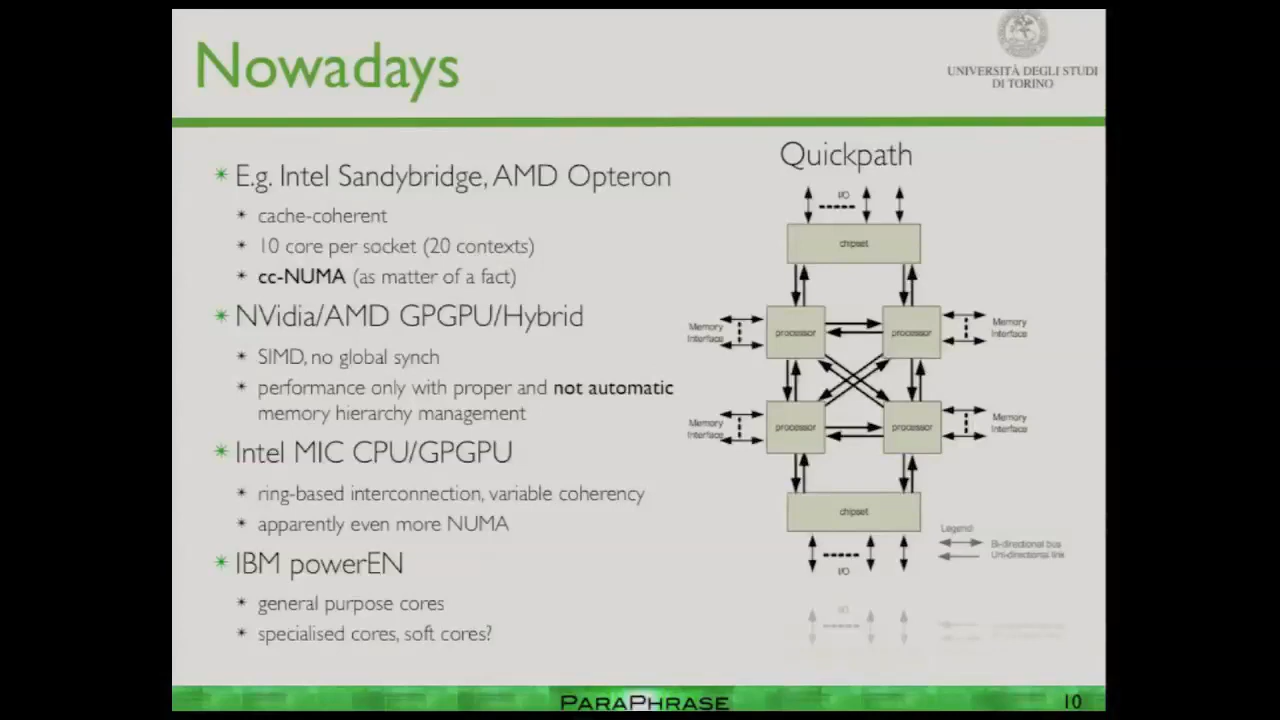 Nowadays
UNIVERSITÀ DEGLI STUDI
DI TORINO
* E.g. Intel Sandybridge, AMD Opteron
* cache-coherent
* 10 core per socket (20 contexts)
* cc-NUMA (as matter of a fact)
* NVidia/AMD GPGPU/Hybrid
* SIMD, no global synch
* performance only with proper and not automatic
memory hierarchy management
* Intel MIC CPU/GPGPU
* ring-based interconnection, variable coherency
* apparently even more NUMA
* IBM powerEN
* general purpose cores
* specialised cores, soft cores?
Quickpath
I/O
chipset
Memory
Interface
processor
processor
Memory
Interface
Memory
Interface
processor
processor
Memory
Interface
chipset
I/O
Legend:
Bi-directional bus
Uni-directional link
PARAPHRASE
10